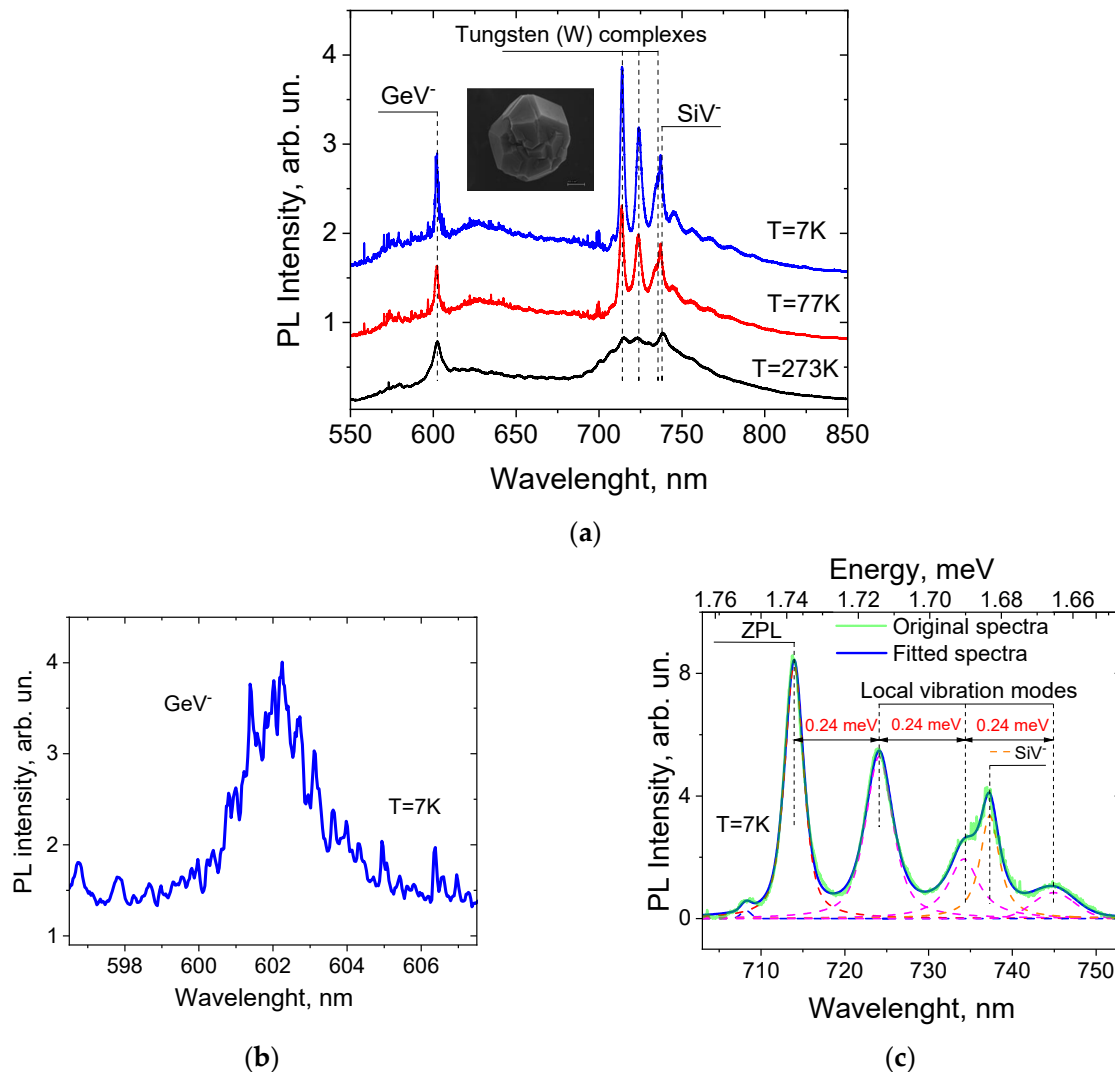 Tungsten (W) complexes
GeV⁻
SiV⁻
T=7K
T=77K
T=273K
4
3
2
1
PL Intensity, arb. un.
550 600 650 700 750 800 850
Wavelenght, nm
(a)
4
3
2
1
PL intensity, arb. un.
GeV⁻
T=7K
598 600 602 604 606
Wavelenght, nm
(b)
Energy, meV
1.76 1.74 1.72 1.70 1.69 1.68 1.66
ZPL
Original spectra
Fitted spectra
Local vibration modes
0.24 meV 0.24 meV 0.24 meV
SiV⁻
T=7K
8
4
0
PL Intensity, arb. un.
710 720 730 740 750
Wavelenght, nm
(c)